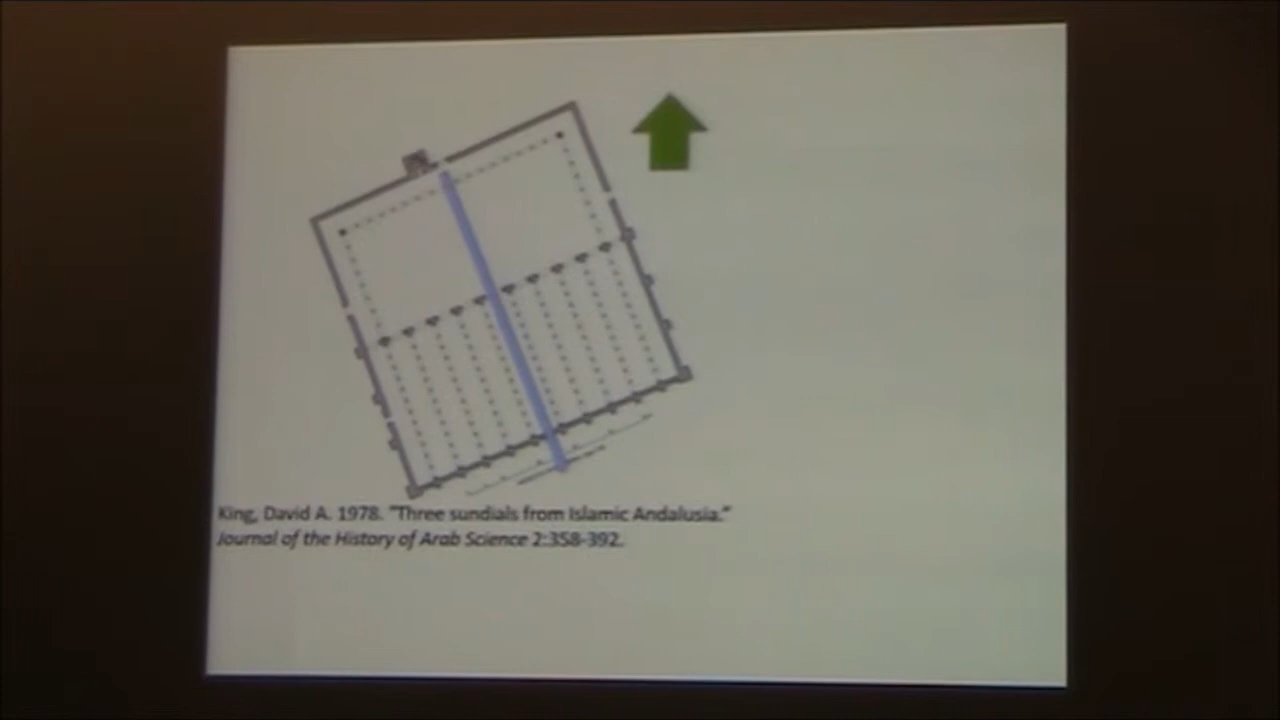 King, David A. 1978. "Three sundials from Islamic Andalusia."
Journal of the History of Arab Science 2:358-392.